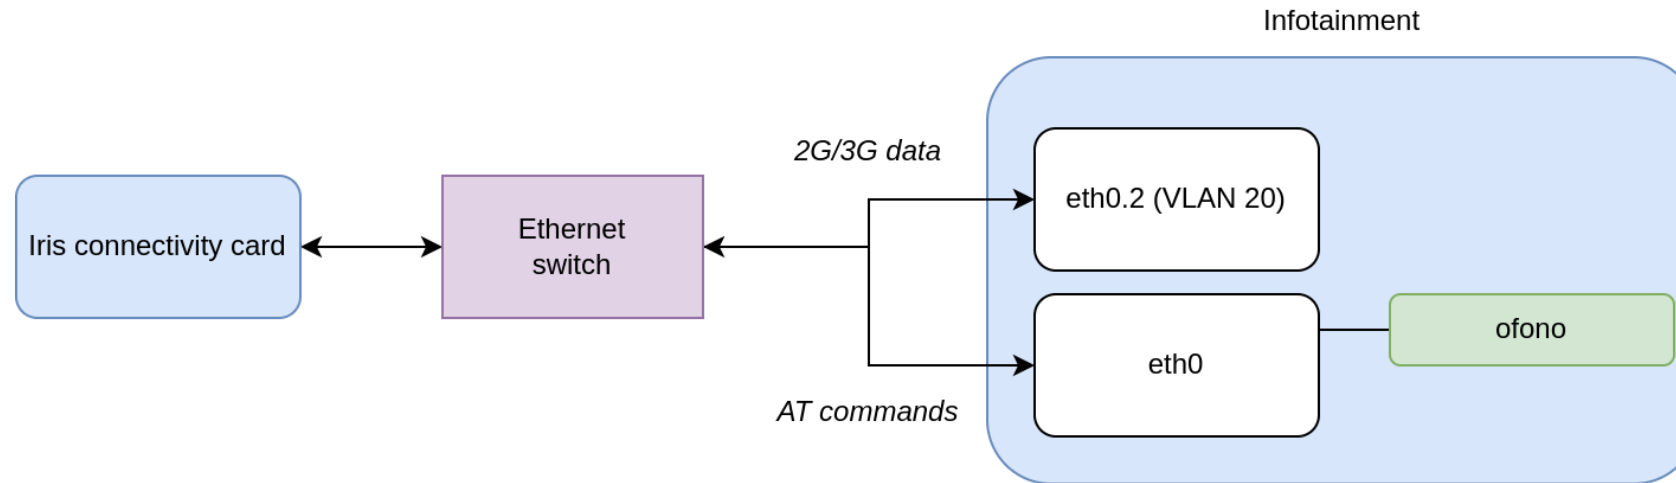 Infotainment
2G/3G data
eth0.2 (VLAN 20)
Iris connectivity card
Ethernet
switch
ofono
eth0
AT commands